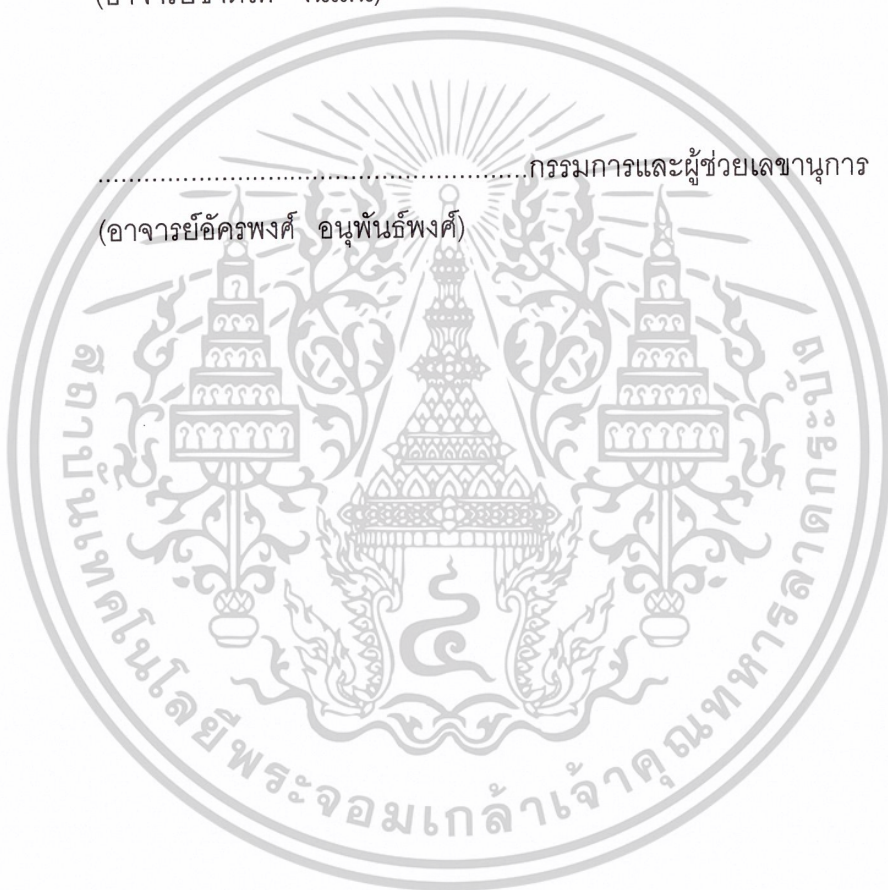 ....................................................กรรมการและผู้ช่วยเลขานุการ
(อาจารย์อัครพงศ์ อนุพันธ์พงศ์)
สถาบันเทคโนโลยีพระจอมเกล้าเจ้าคุณทหารลาดกระบัง
๔